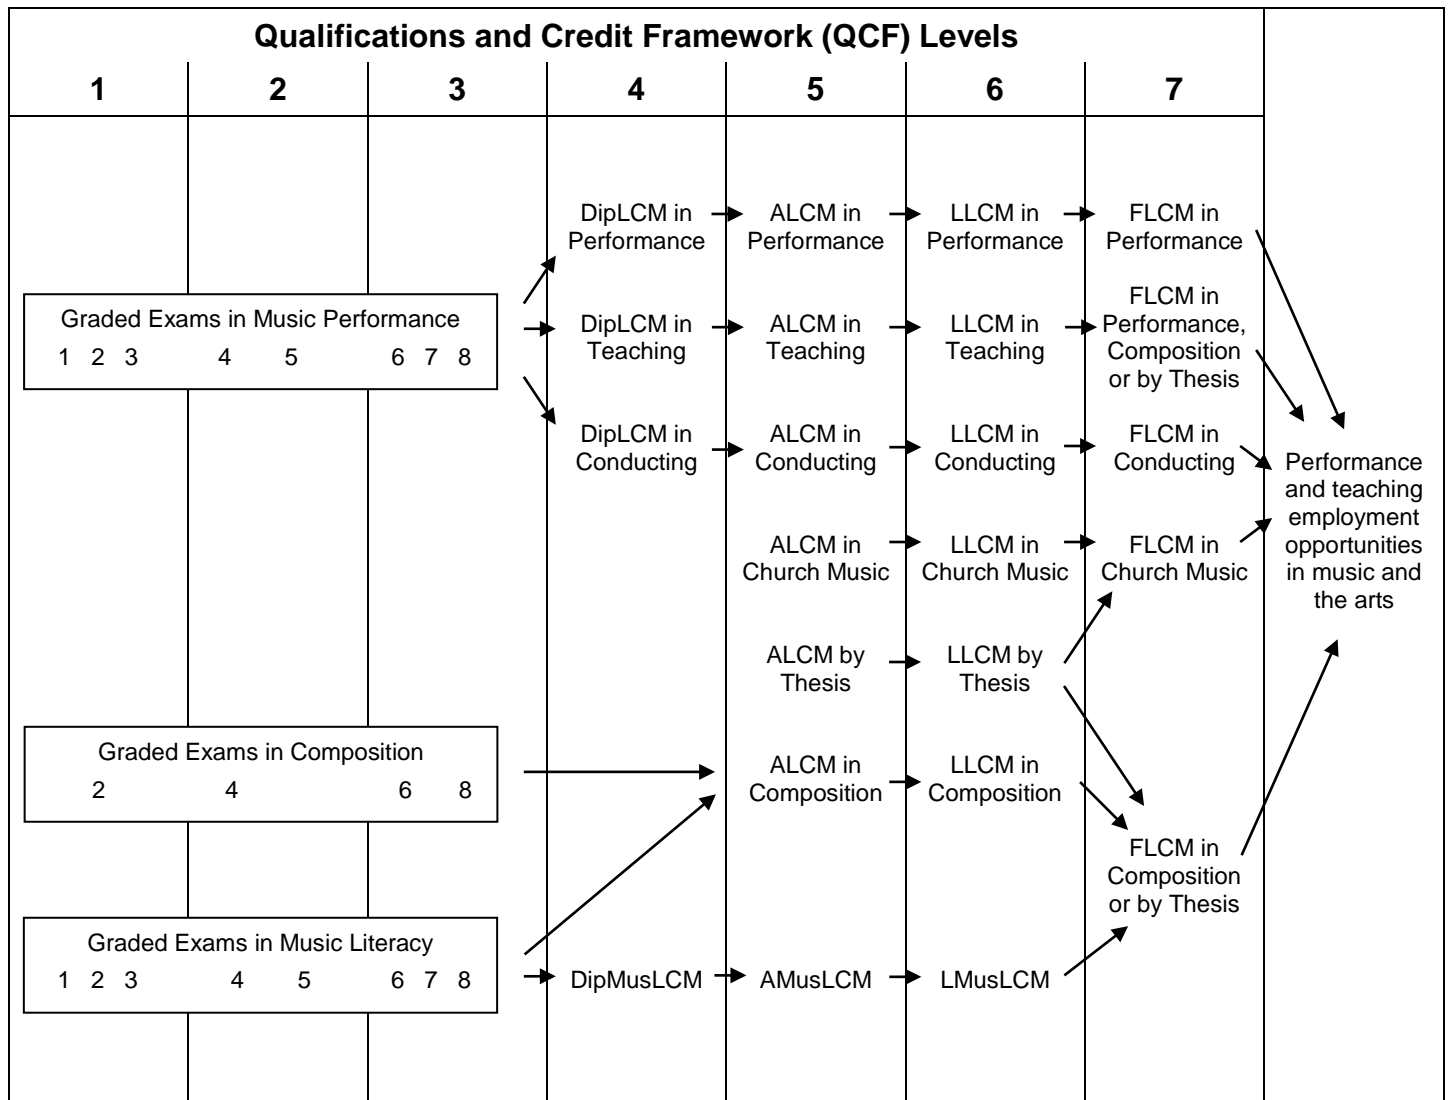 Qualifications and Credit Framework (QCF) Levels
1 2 3 4 5 6 7
DipLCM in
Performance
ALCM in
Performance
LLCM in
Performance
FLCM in
Performance
Graded Exams in Music Performance
1 2 3 4 5 6 7 8
DipLCM in
Teaching
ALCM in
Teaching
LLCM in
Teaching
FLCM in
Performance,
Composition
or by Thesis
DipLCM in
Conducting
ALCM in
Conducting
LLCM in
Conducting
FLCM in
Conducting
Performance
and teaching
employment
opportunities
in music and
the arts
ALCM in
Church Music
LLCM in
Church Music
FLCM in
Church Music
ALCM by
Thesis
LLCM by
Thesis
Graded Exams in Composition
2 4 6 8
ALCM in
Composition
LLCM in
Composition
FLCM in
Composition
or by Thesis
Graded Exams in Music Literacy
1 2 3 4 5 6 7 8
DipMusLCM
AMusLCM
LMusLCM